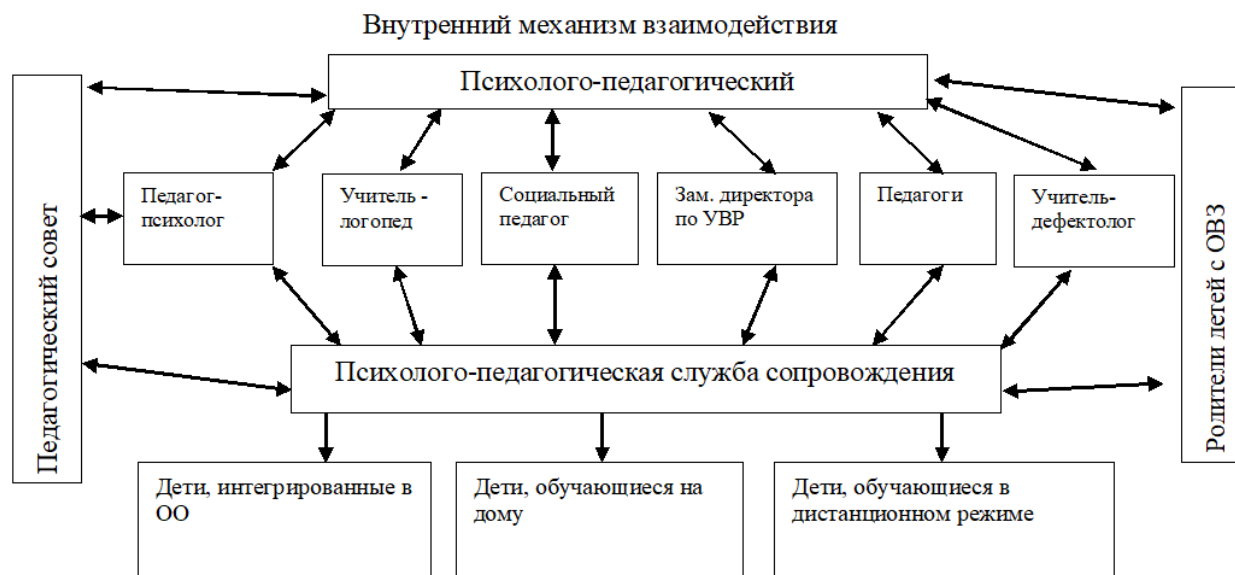 Внутренний механизм взаимодействия
Психолого-педагогический
Педагогический совет
Педагог-
психолог
Учитель -
логопед
Социальный
педагог
Зам. директора
по УВР
Педагоги
Учитель-
дефектолог
Родители детей с ОВЗ
Психолого-педагогическая служба сопровождения
Дети, интегрированные в
ОО
Дети, обучающиеся на
дому
Дети, обучающиеся в
дистанционном режиме